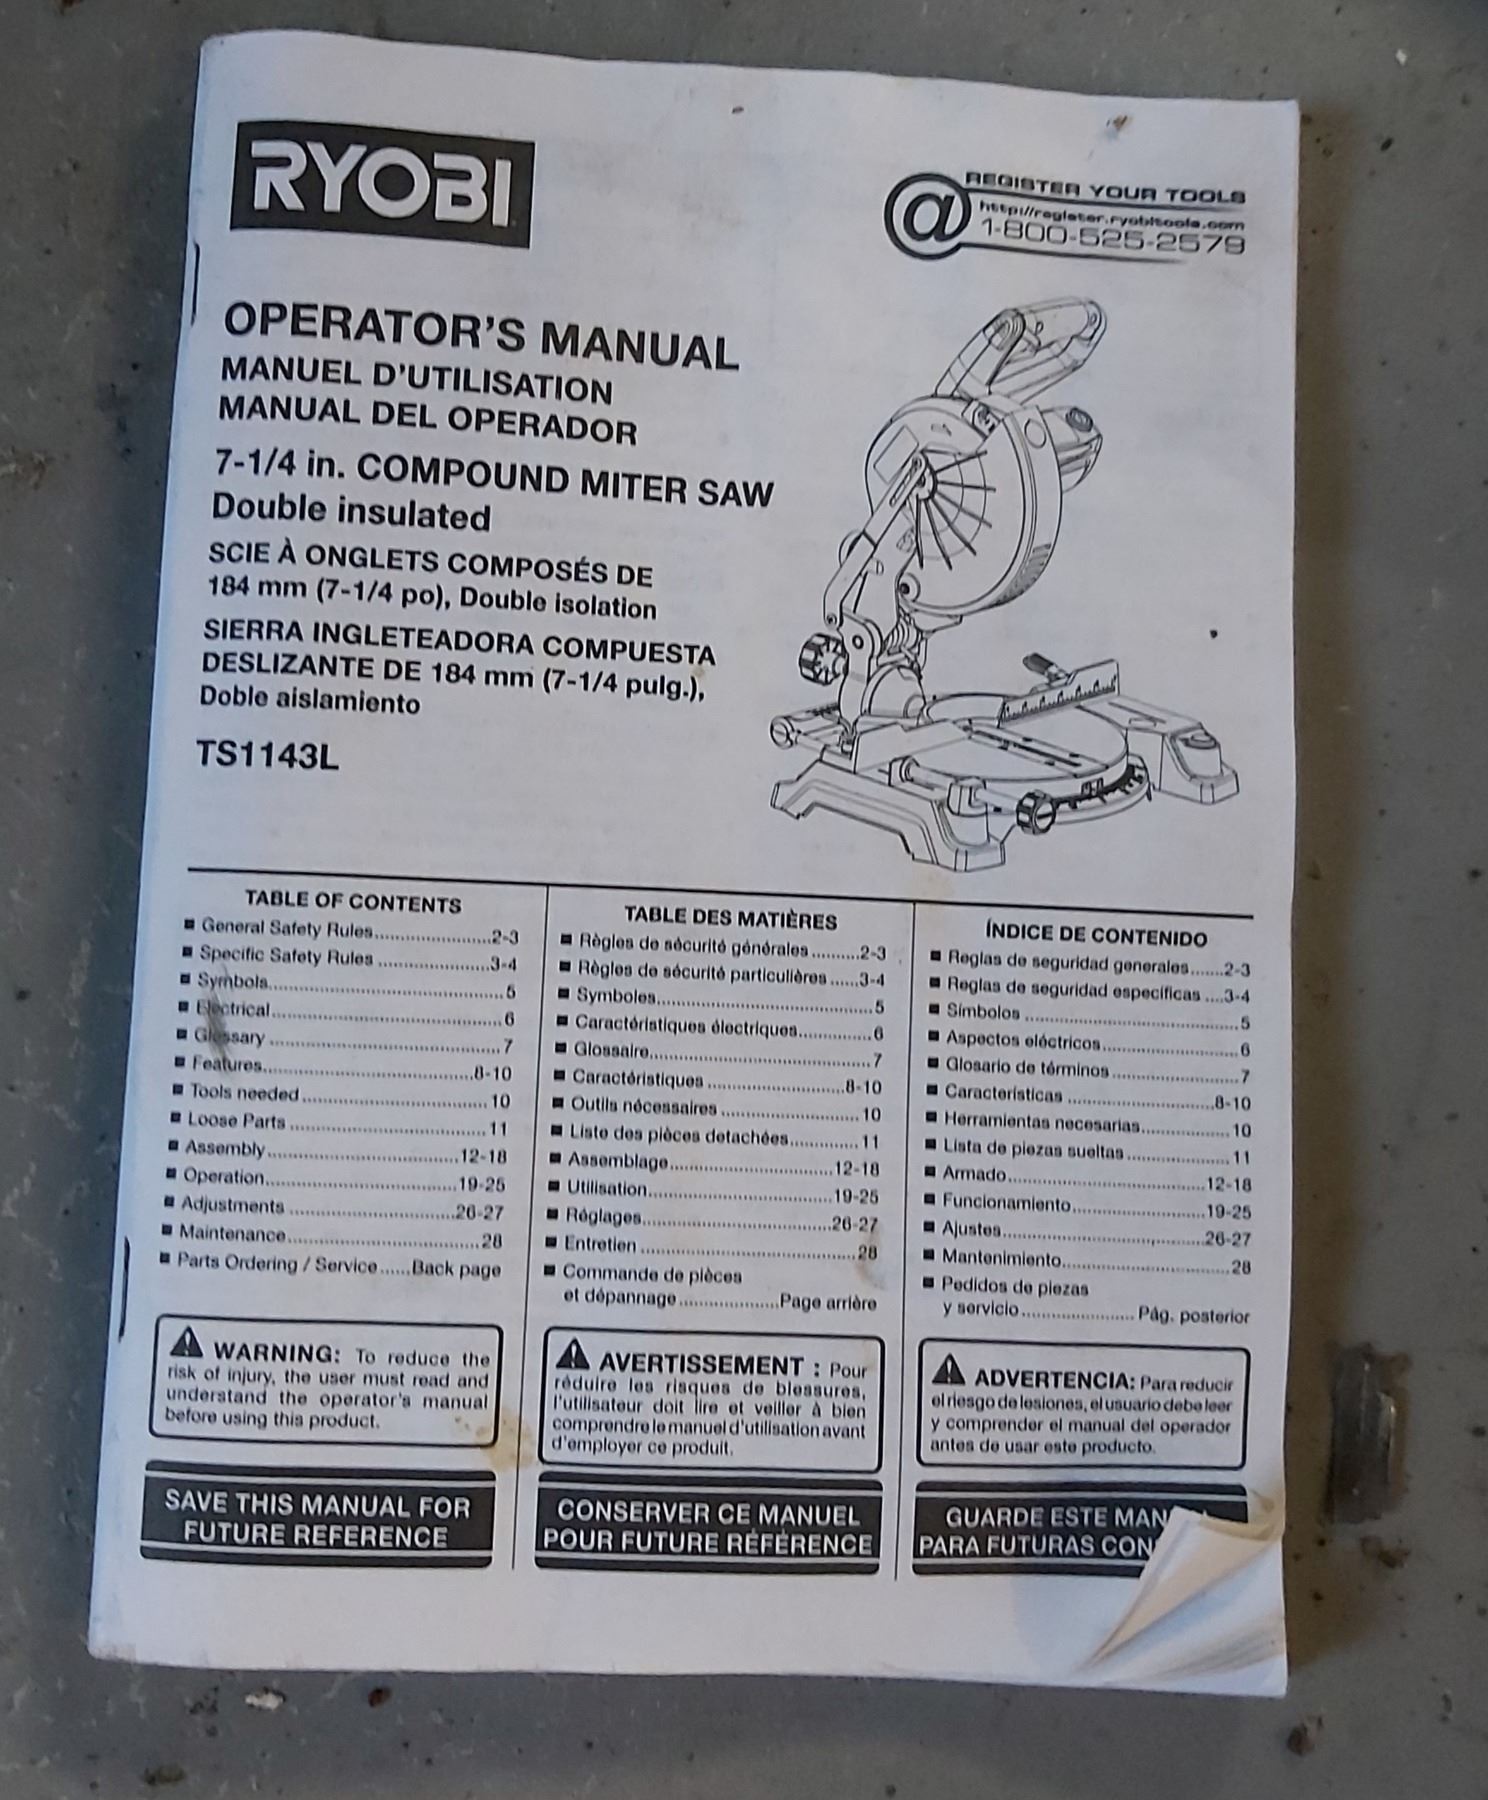 RYOBI
REGISTER YOUR TOOLS
http://register.ryobitools.com
1-800-525-2579
OPERATOR'S MANUAL
MANUEL D'UTILISATION
MANUAL DEL OPERADOR
7-1/4 in. COMPOUND MITER SAW
Double insulated
SCIE À ONGLETS COMPOSÉS DE
184 mm (7-1/4 po), Double isolation
SIERRA INGLETEADORA COMPUESTA
DESLIZANTE DE 184 mm (7-1/4 pulg.),
Doble aislamiento
TS1143L
TABLE OF CONTENTS
■ General Safety Rules......................2-3
■ Specific Safety Rules .....................3-4
■ Symbols............................................5
■ Electrical...........................................6
■ Glossary ...........................................7
■ Features.......................................8-10
■ Tools needed ..................................10
■ Loose Parts ....................................11
■ Assembly...................................12-18
■ Operation...................................19-25
■ Adjustments ..............................26-27
■ Maintenance...................................28
■ Parts Ordering / Service......Back page
WARNING: To reduce the
risk of injury, the user must read and
understand the operator's manual
before using this product.
SAVE THIS MANUAL FOR
FUTURE REFERENCE
TABLE DES MATIÈRES
■ Règles de sécurité générales..........2-3
■ Règles de sécurité particulières ......3-4
■ Symboles.........................................5
■ Caractéristiques électriques..............6
■ Glossaire..........................................7
■ Caractéristiques .........................8-10
■ Outils nécessaires ..........................10
■ Liste des pièces detachées.............11
■ Assemblage..............................12-18
■ Utilisation..................................19-25
■ Réglages...................................26-27
■ Entretien ........................................28
■ Commande de pièces
et dépannage...................Page arrière
AVERTISSEMENT : Pour
réduire les risques de blessures,
l'utilisateur doit lire et veiller à bien
comprendre le manuel d'utilisation avant
d'employer ce produit.
CONSERVER CE MANUEL
POUR FUTURE RÉFÉRENCE
ÍNDICE DE CONTENIDO
■ Reglas de seguridad generales.......2-3
■ Reglas de seguridad específicas ....3-4
■ Símbolos ........................................5
■ Aspectos eléctricos..........................6
■ Glosario de términos ........................7
■ Características ............................8-10
■ Herramientas necesarias.................10
■ Lista de piezas sueltas ...................11
■ Armado.....................................12-18
■ Funcionamiento.........................19-25
■ Ajustes......................................26-27
■ Mantenimiento................................28
■ Pedidos de piezas
y servicio...................... Pág. posterior
ADVERTENCIA: Para reducir
el riesgo de lesiones, el usuario debe leer
y comprender el manual del operador
antes de usar este producto.
GUARDE ESTE MAN
PARA FUTURAS CON